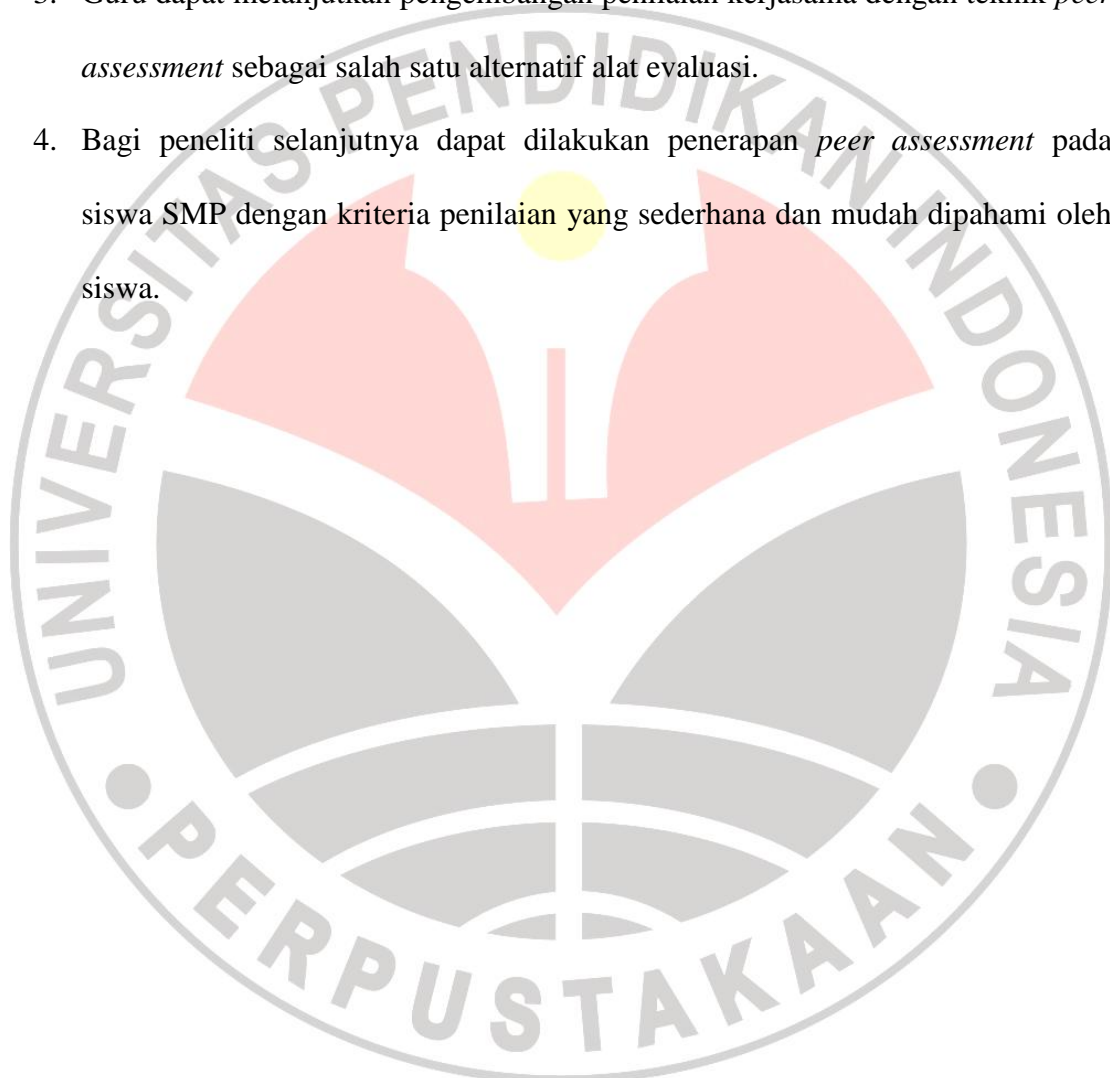 3. Guru dapat melanjutkan pengembangan penilaian kerjasama dengan teknik peer
assessment sebagai salah satu alternatif alat evaluasi.
4. Bagi peneliti selanjutnya dapat dilakukan penerapan peer assessment pada
siswa SMP dengan kriteria penilaian yang sederhana dan mudah dipahami oleh
siswa.
UNIVERSITAS PENDIDIKAN INDONESIA
PERPUSTAKAAN